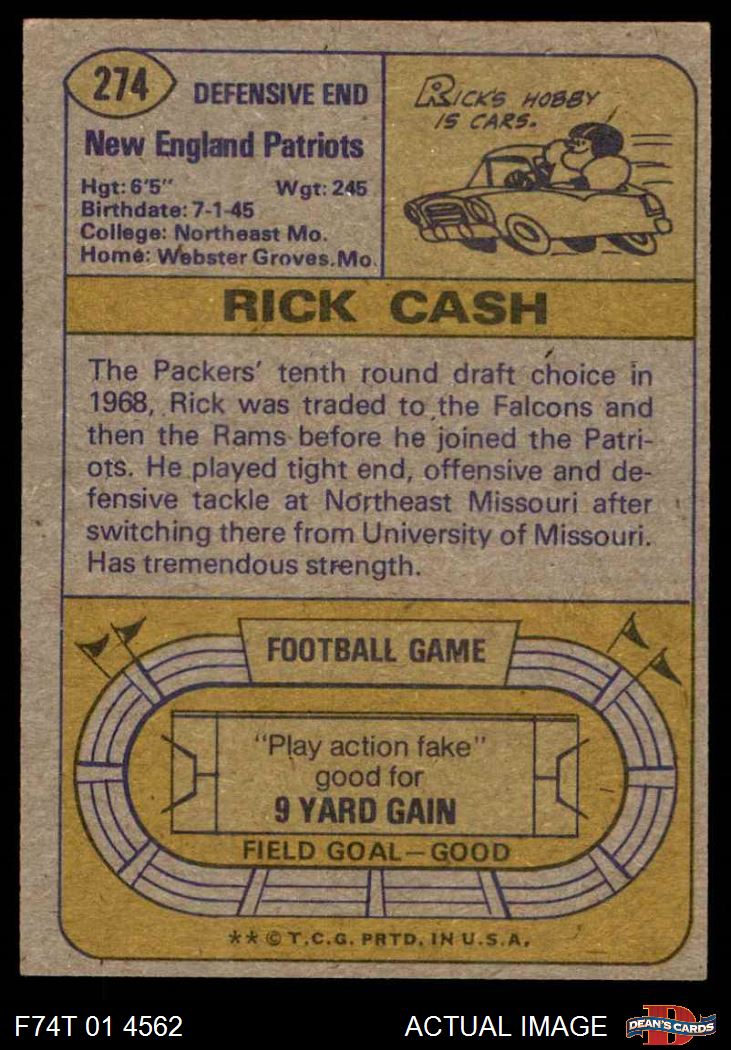 274
DEFENSIVE END
New England Patriots
Hgt: 6'5" Wgt: 245
Birthdate: 7-1-45
College: Northeast Mo.
Home: Webster Groves, Mo.
RICK'S HOBBY
IS CARS.
RICK CASH
The Packers' tenth round draft choice in
1968, Rick was traded to the Falcons and
then the Rams before he joined the Patri-
ots. He played tight end, offensive and de-
fensive tackle at Northeast Missouri after
switching there from University of Missouri.
Has tremendous strength.
FOOTBALL GAME
"Play action fake"
good for
9 YARD GAIN
FIELD GOAL—GOOD
** © T.C.G. PRTD. IN U.S.A.
F74T 01 4562
ACTUAL IMAGE
D
DEAN'S CARDS